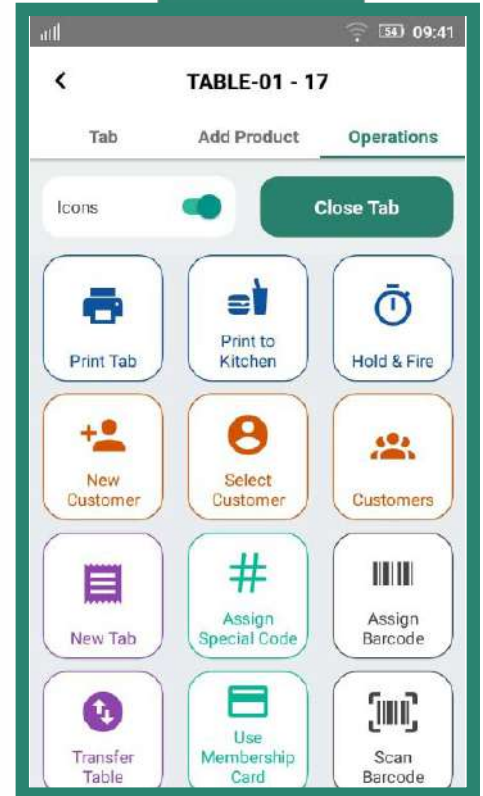 54 09:41
TABLE-01 - 17
Tab Add Product Operations
Icons Close Tab
Print Tab
Print to
Kitchen
Hold & Fire
New
Customer
Select
Customer
Customers
New Tab
Assign
Special Code
Assign
Barcode
Transfer
Table
Use
Membership
Card
Scan
Barcode